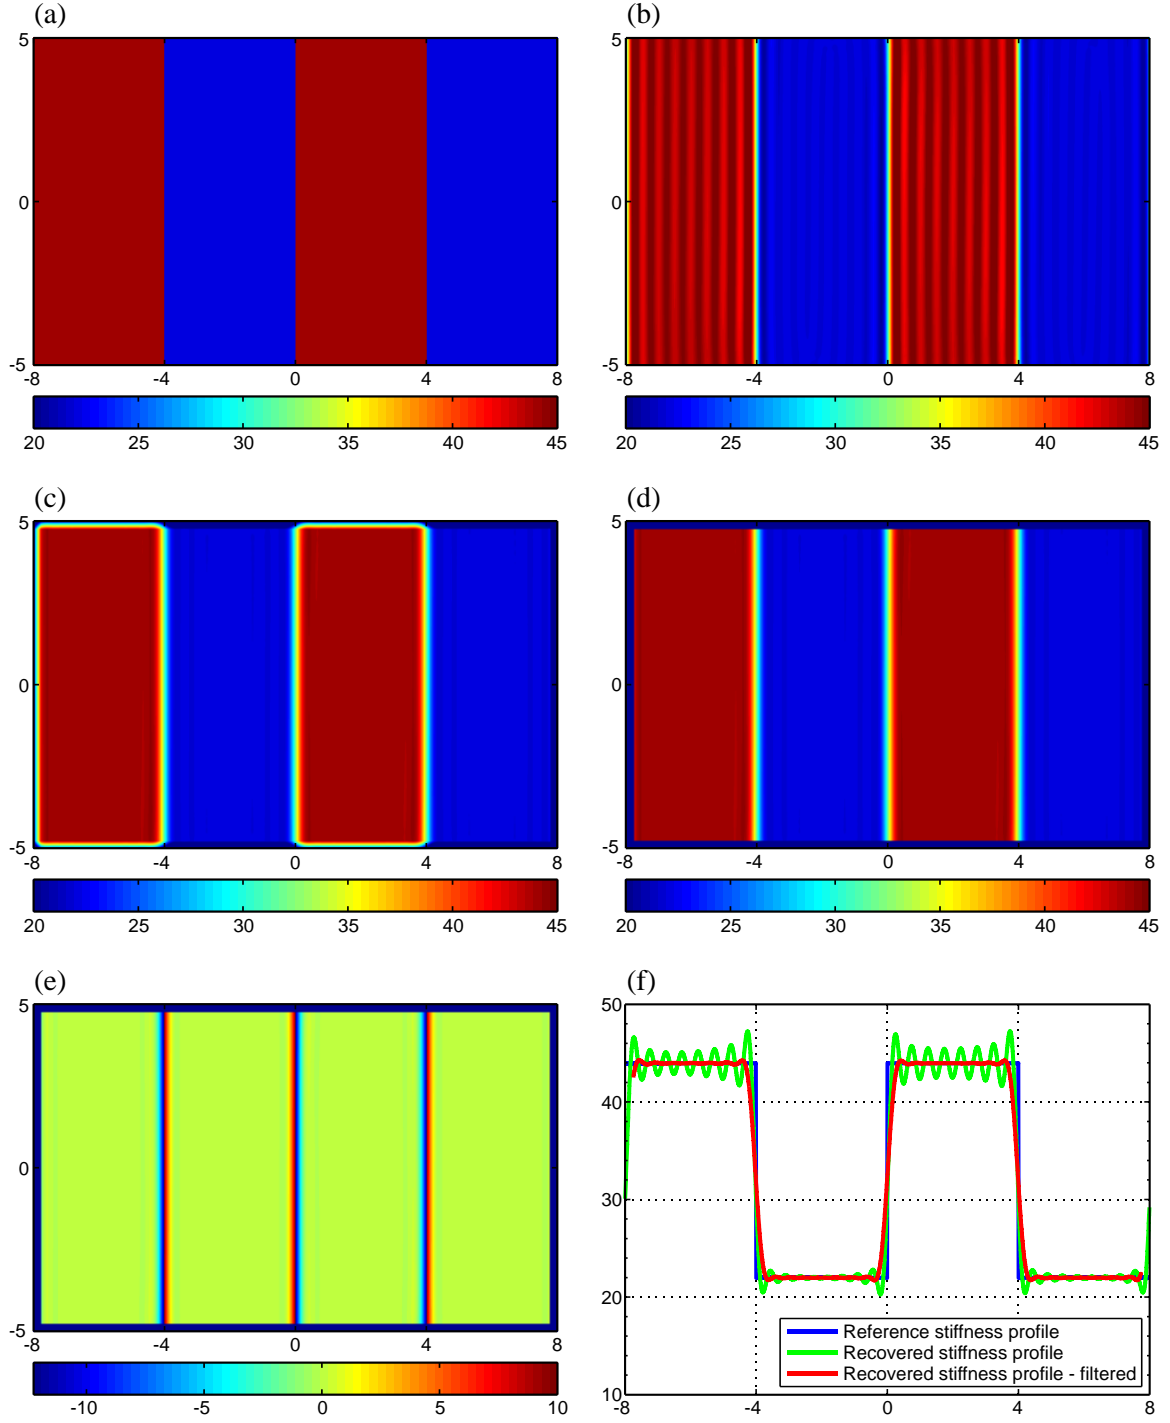 (a)
(b)
5
0
-5
-8 -4 0 4 8
20 25 30 35 40 45
5
0
-5
-8 -4 0 4 8
20 25 30 35 40 45
(c)
(d)
5
0
-5
-8 -4 0 4 8
20 25 30 35 40 45
5
0
-5
-8 -4 0 4 8
20 25 30 35 40 45
(e)
(f)
5
0
-5
-8 -4 0 4 8
-10 -5 0 5 10
50
40
30
20
10
Reference stiffness profile
Recovered stiffness profile
Recovered stiffness profile - filtered
-8 -4 0 4 8